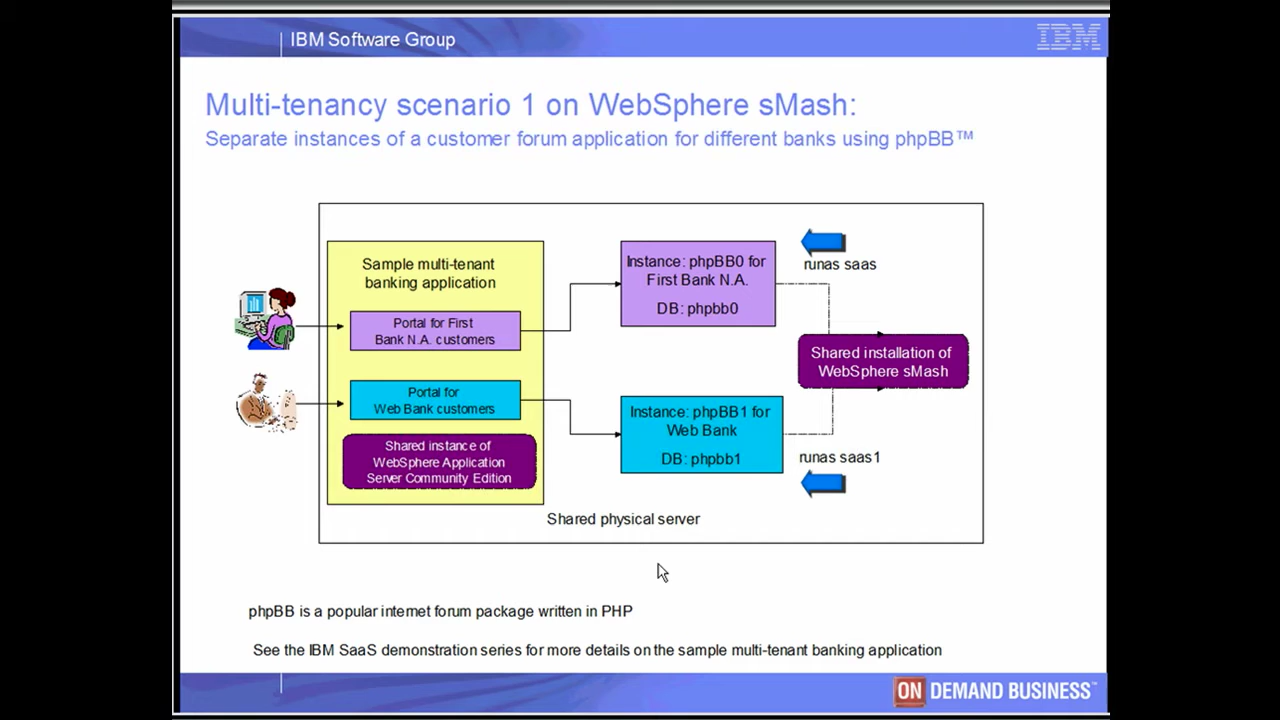 IBM Software Group
IBM
Multi-tenancy scenario 1 on WebSphere sMash:
Separate instances of a customer forum application for different banks using phpBB™
Sample multi-tenant
banking application
Portal for First
Bank N.A. customers
Portal for
Web Bank customers
Shared instance of
WebSphere Application
Server Community Edition
Instance: phpBB0 for
First Bank N.A.
DB: phpbb0
runas saas
Shared installation of
WebSphere sMash
Instance: phpBB1 for
Web Bank
DB: phpbb1
runas saas1
Shared physical server
phpBB is a popular internet forum package written in PHP
See the IBM SaaS demonstration series for more details on the sample multi-tenant banking application
ON DEMAND BUSINESS™